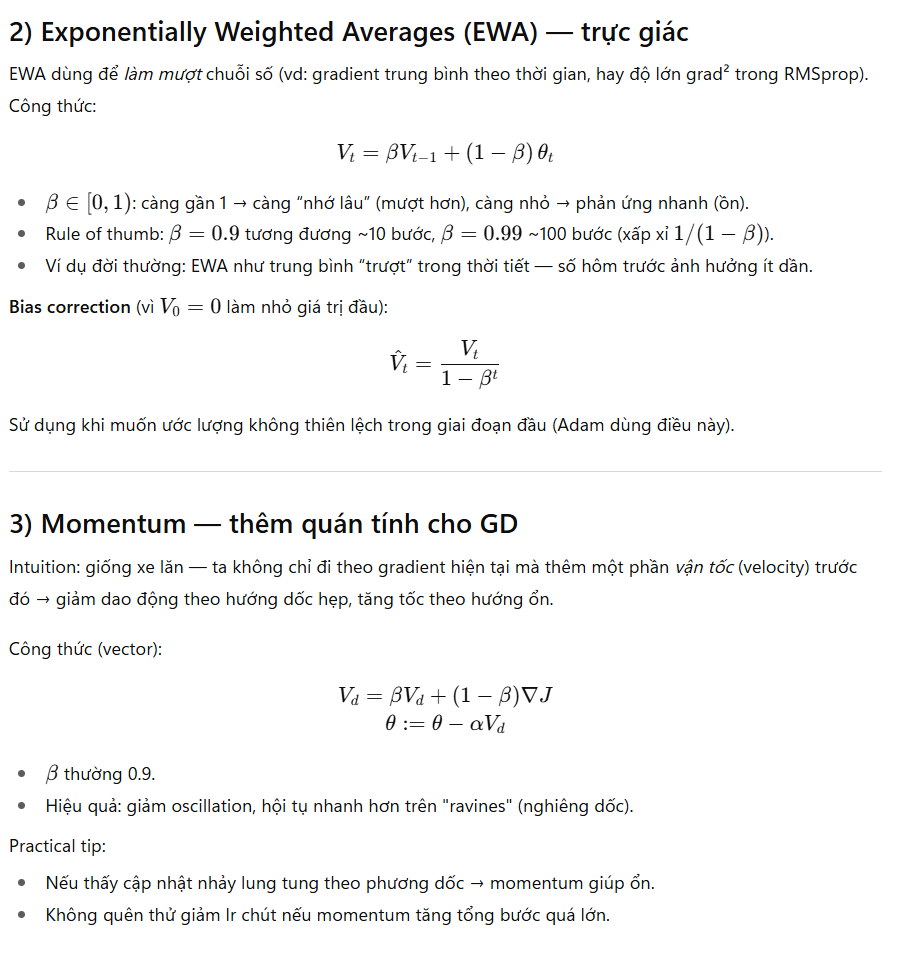 2) Exponentially Weighted Averages (EWA) — trực giác
EWA dùng để làm mượt chuỗi số (vd: gradient trung bình theo thời gian, hay độ lớn grad² trong RMSprop).
Công thức:
V_t = βV_{t−1} + (1 − β) θ_t
• β ∈ [0, 1): càng gần 1 → càng “nhớ lâu” (mượt hơn), càng nhỏ → phản ứng nhanh (ồn).
• Rule of thumb: β = 0.9 tương đương ~10 bước, β = 0.99 ~100 bước (xấp xỉ 1/(1 − β)).
• Ví dụ đời thường: EWA như trung bình “trượt” trong thời tiết — số hôm trước ảnh hưởng ít dần.
Bias correction (vì V_0 = 0 làm nhỏ giá trị đầu):
V̂_t = V_t / (1 − β^t)
Sử dụng khi muốn ước lượng không thiên lệch trong giai đoạn đầu (Adam dùng điều này).
3) Momentum — thêm quán tính cho GD
Intuition: giống xe lăn — ta không chỉ đi theo gradient hiện tại mà thêm một phần vận tốc (velocity) trước
đó → giảm dao động theo hướng dốc hẹp, tăng tốc theo hướng ổn.
Công thức (vector):
V_d = βV_d + (1 − β)∇J
θ := θ − αV_d
• β thường 0.9.
• Hiệu quả: giảm oscillation, hội tụ nhanh hơn trên "ravines" (nghiêng dốc).
Practical tip:
• Nếu thấy cập nhật nhảy lung tung theo phương dốc → momentum giúp ổn.
• Không quên thử giảm lr chút nếu momentum tăng tổng bước quá lớn.